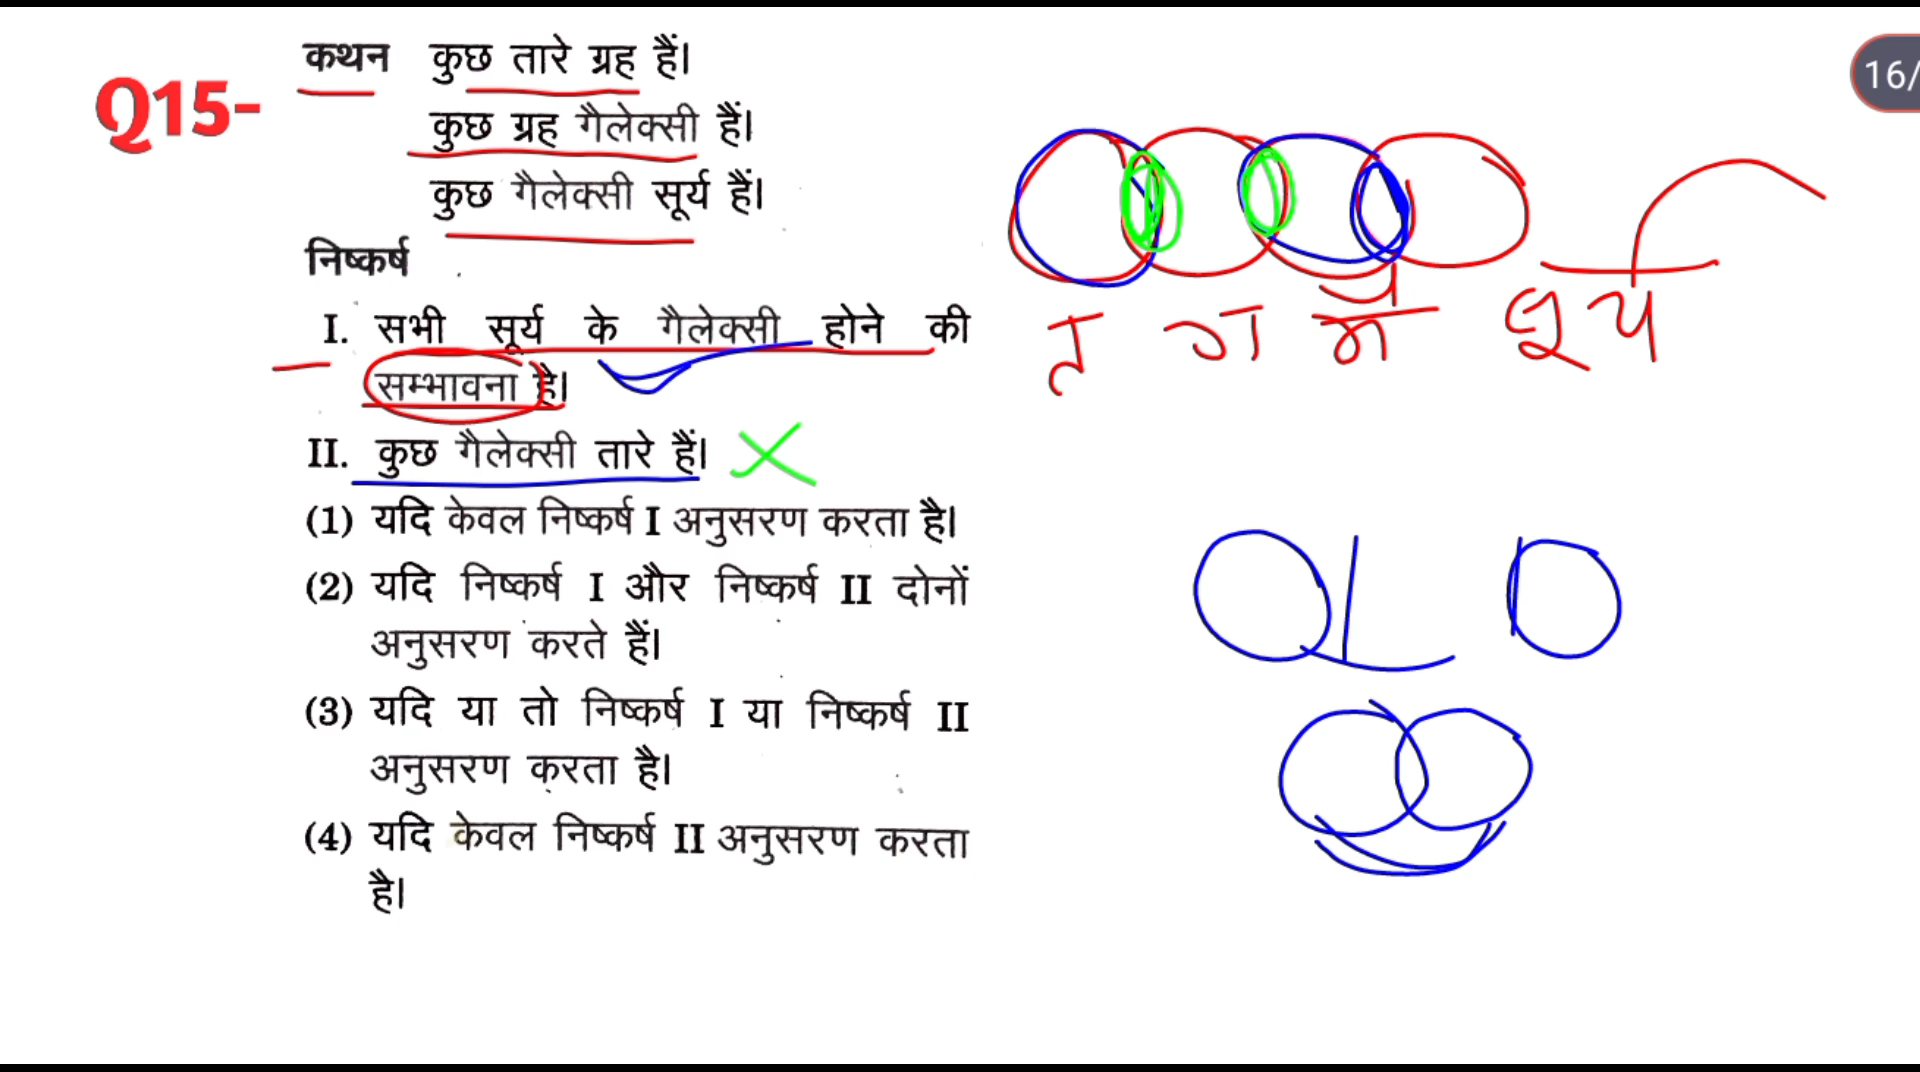 Q15-
कथन कुछ तारे ग्रह हैं।
कुछ ग्रह गैलेक्सी हैं।
कुछ गैलेक्सी सूर्य हैं।
निष्कर्ष
I. सभी सूर्य के गैलेक्सी होने की
सम्भावना है।
II. कुछ गैलेक्सी तारे हैं।
(1) यदि केवल निष्कर्ष I अनुसरण करता है।
(2) यदि निष्कर्ष I और निष्कर्ष II दोनों
अनुसरण करते हैं।
(3) यदि या तो निष्कर्ष I या निष्कर्ष II
अनुसरण करता है।
(4) यदि केवल निष्कर्ष II अनुसरण करता
है।
16/